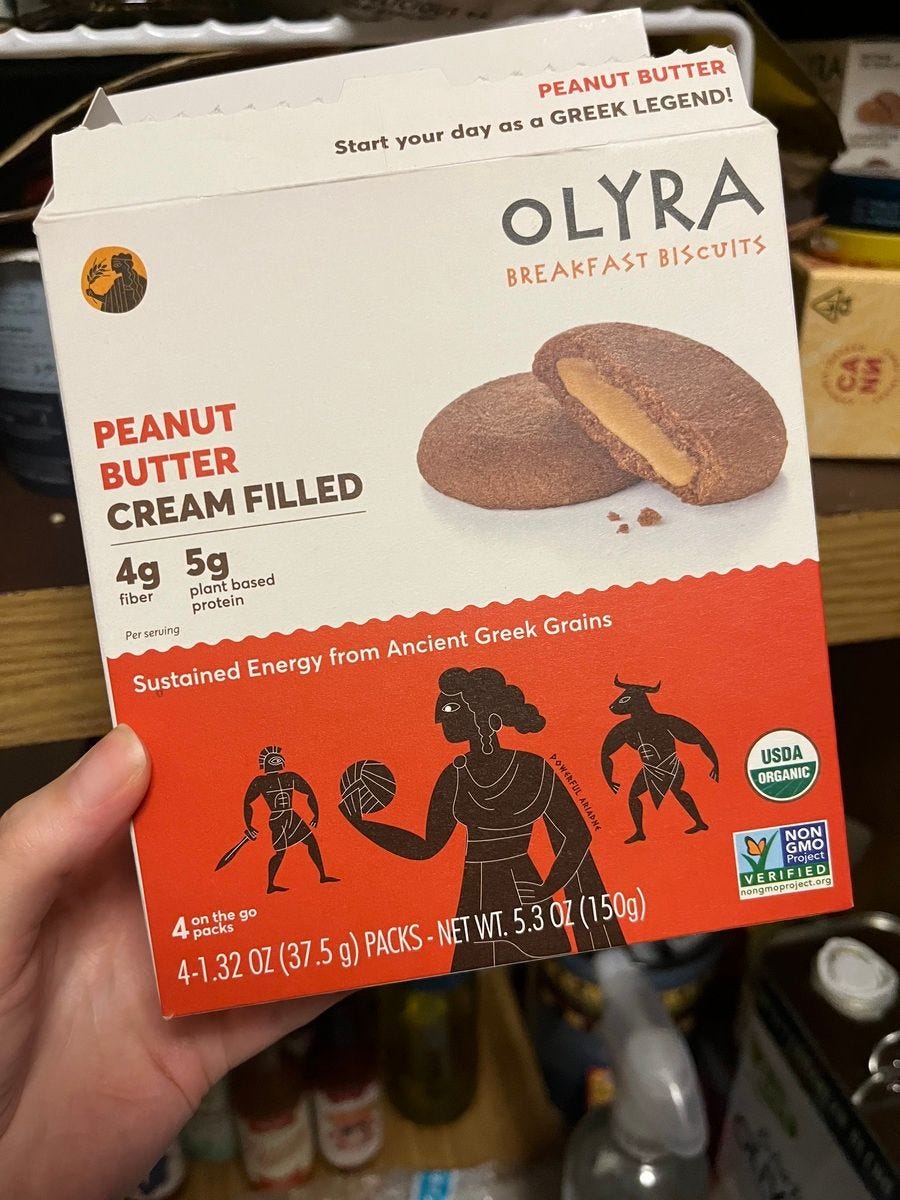 PEANUT BUTTER
Start your day as a GREEK LEGEND!
OLYRA
BREAKFAST BISCUITS
PEANUT
BUTTER
CREAM FILLED
4g 5g
fiber plant based
protein
Per serving
Sustained Energy from Ancient Greek Grains
POWERFUL ARIADNE
USDA
ORGANIC
NON
GMO
Project
VERIFIED
nongmoproject.org
4 on the go
packs
4-1.32 OZ (37.5 g) PACKS - NET WT. 5.3 OZ (150g)
CA
NN